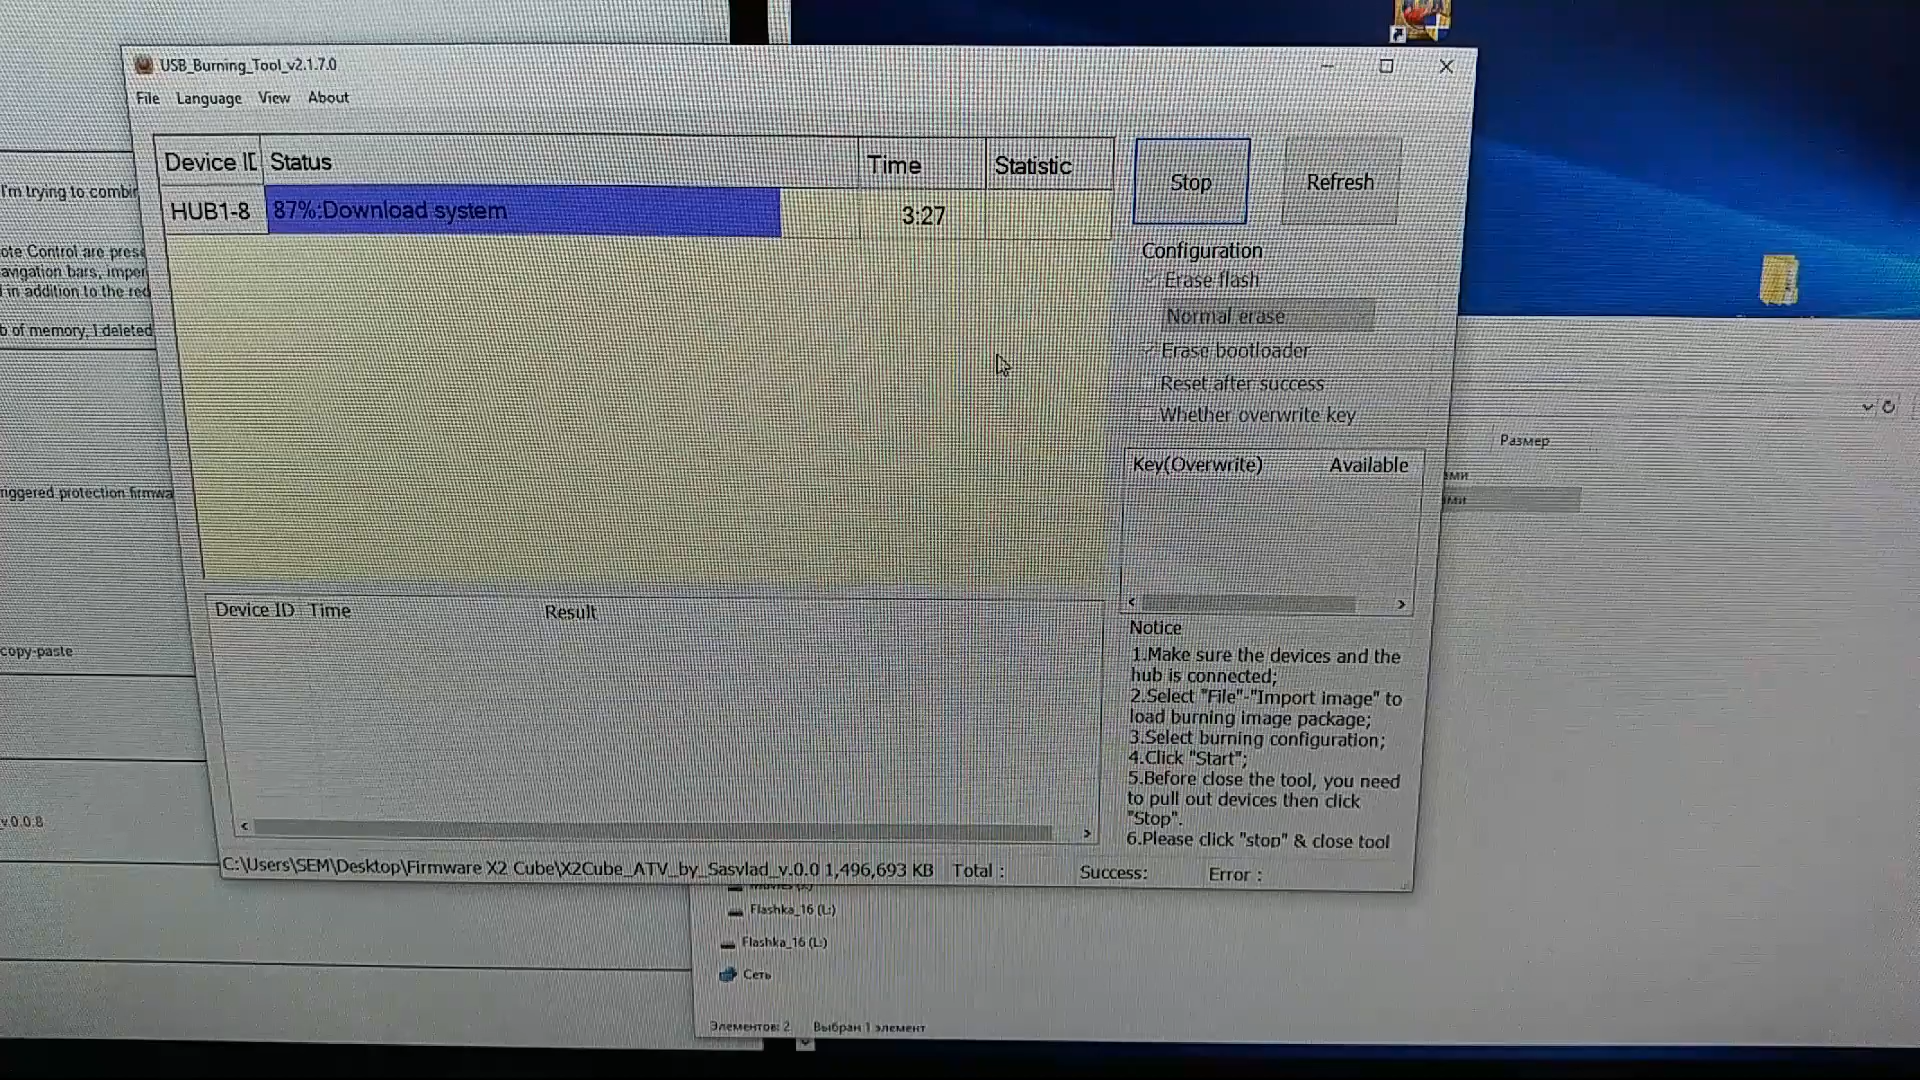 USB_Burning_Tool_v2.1.7.0
File Language View About
Device I
Status
Time
Statistic
HUB1-8
87%:Download system
3:27
Stop
Refresh
Configuration
Erase flash
Normal erase
Erase bootloader
Reset after success
Whether overwrite key
Key(Overwrite) Available
Device ID Time Result
Notice
1.Make sure the devices and the
hub is connected;
2.Select "File"-"Import image" to
load burning image package;
3.Select burning configuration;
4.Click "Start";
5.Before close the tool, you need
to pull out devices then click
"Stop".
6.Please click "stop" & close tool
C:\Users\SEM\Desktop\Firmware X2 Cube\X2Cube_ATV_by_Sasvlad_v.0.0 1,496,693 KB Total : Success: Error :
I'm trying to combin
ote Control are prese
avigation bars, imper
in addition to the red
b of memory, I deleted
riggered protection firmwa
copy-paste
v.0.0.8
Размер
Flashka_16 (L:)
Flashka_16 (L:)
Сеть
Элементов: 2 Выбран 1 элемент